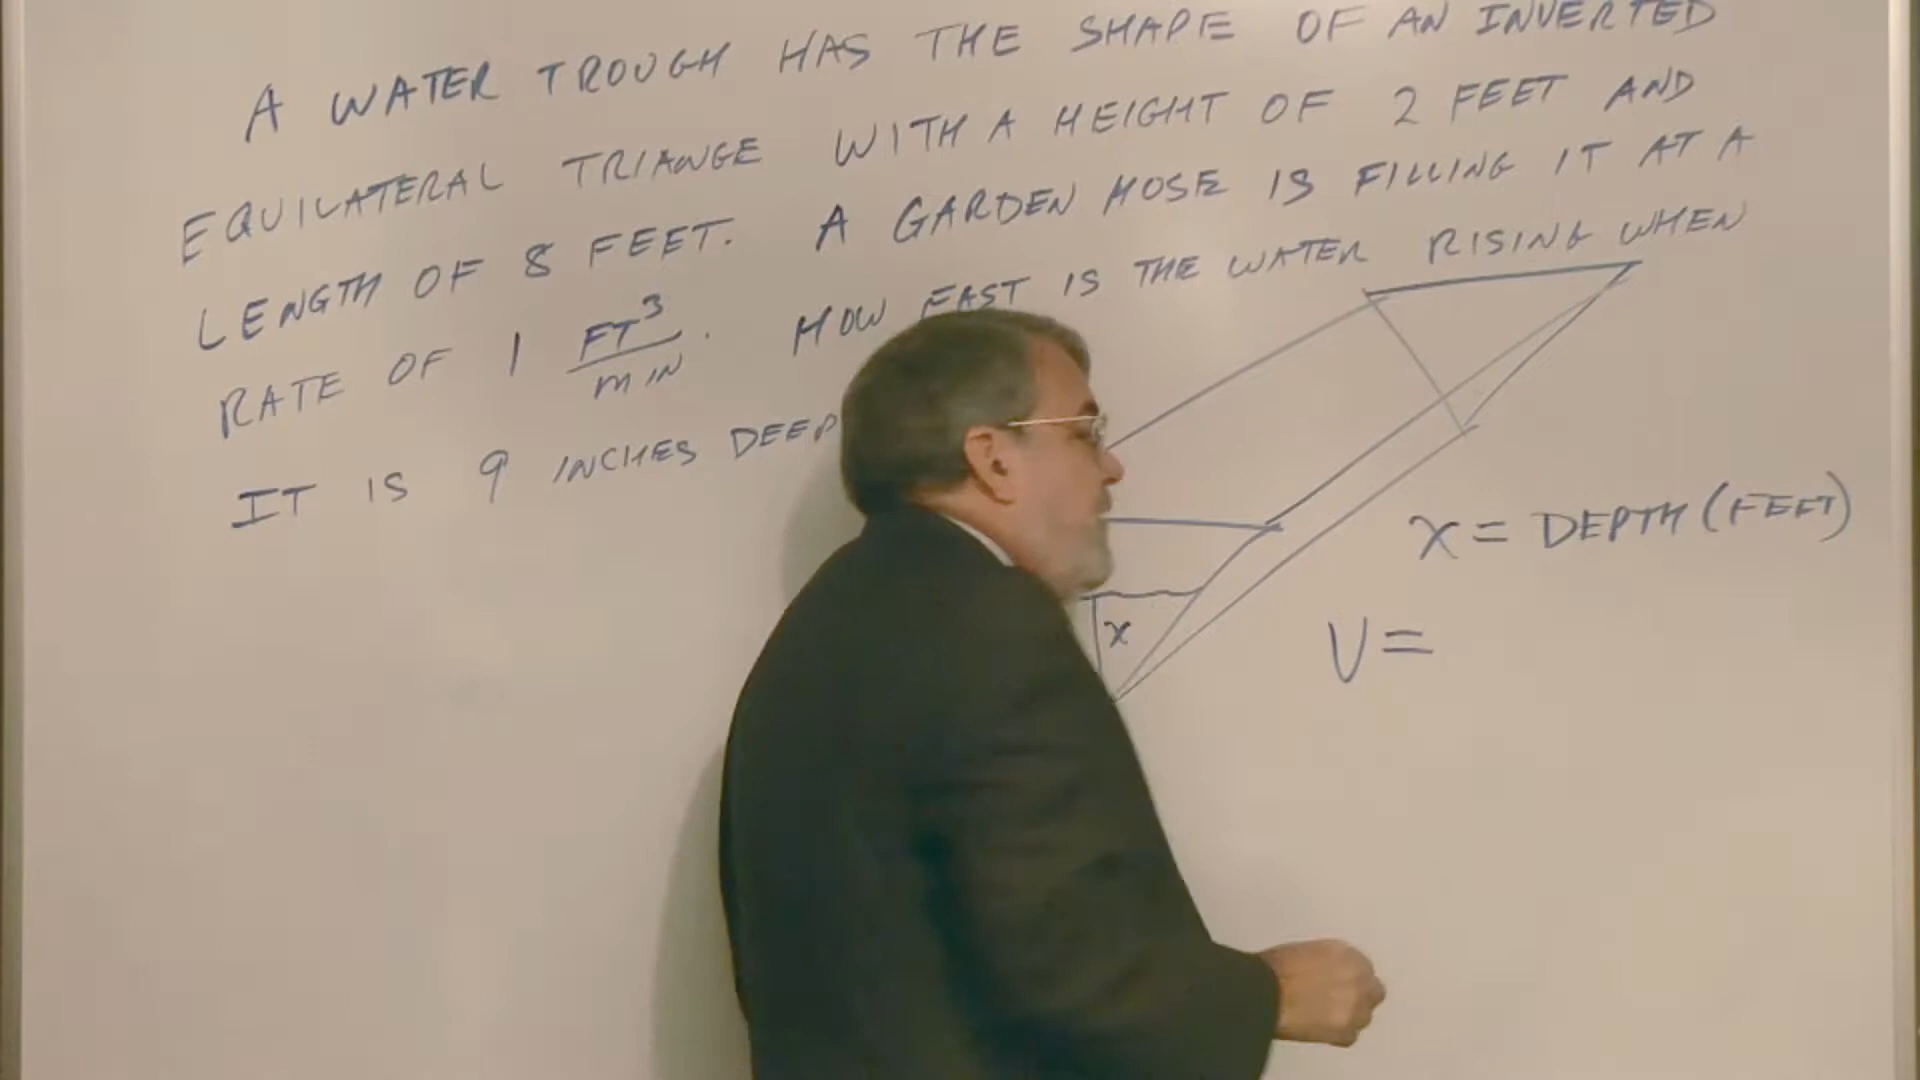 A WATER TROUGH HAS THE SHAPE OF AN INVERTED
EQUILATERAL TRIANGE WITH A HEIGHT OF 2 FEET AND
LENGTH OF 8 FEET. A GARDEN HOSE IS FILLING IT AT A
RATE OF 1 FT³/MIN. HOW FAST IS THE WATER RISING WHEN
IT IS 9 INCHES DEEP
X = DEPTH (FEET)
X
V =